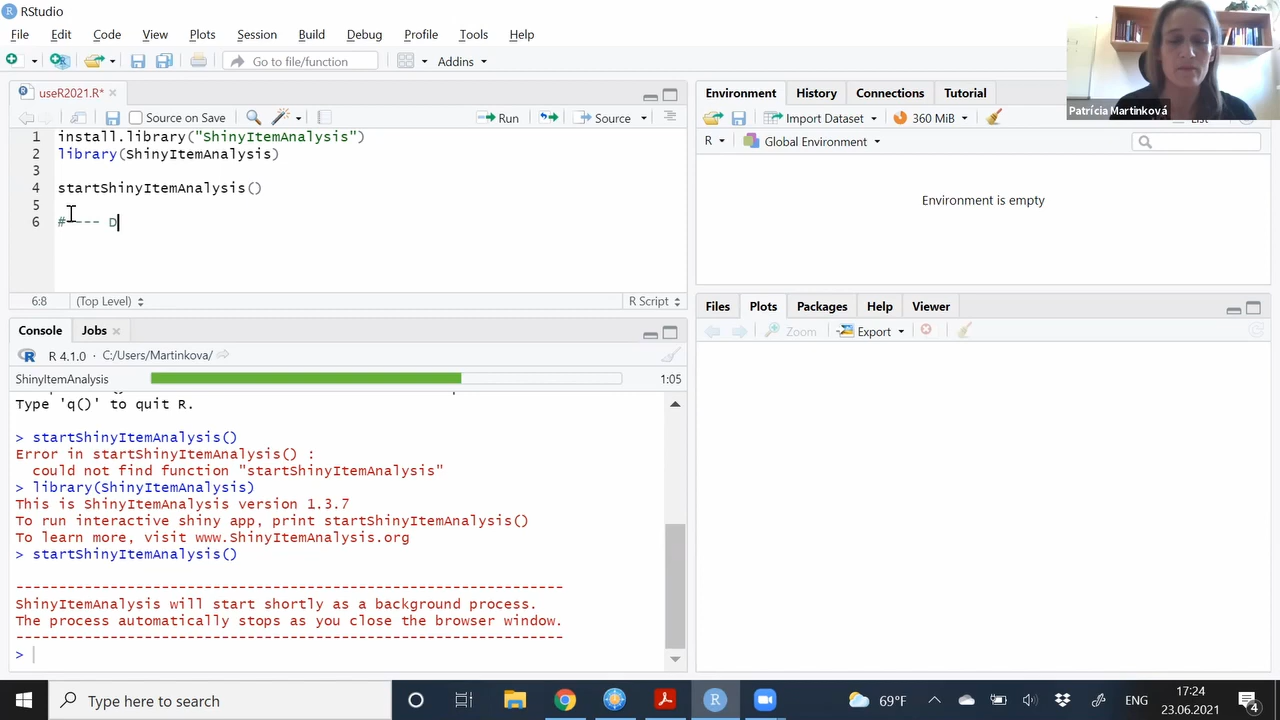 RStudio
File Edit Code View Plots Session Build Debug Profile Tools Help
Go to file/function Addins
useR2021.R*
Source on Save Run Source
1 install.library("ShinyItemAnalysis")
2 library(ShinyItemAnalysis)
3
4 startShinyItemAnalysis()
5
6 #--- D
6:8 (Top Level) R Script
Console Jobs
R 4.1.0 · C:/Users/Martinkova/
ShinyItemAnalysis 1:05
Type 'q()' to quit R.
> startShinyItemAnalysis()
Error in startShinyItemAnalysis() :
could not find function "startShinyItemAnalysis"
> library(ShinyItemAnalysis)
This is ShinyItemAnalysis version 1.3.7
To run interactive shiny app, print startShinyItemAnalysis()
To learn more, visit www.ShinyItemAnalysis.org
> startShinyItemAnalysis()
------------------------------------------------------------------
ShinyItemAnalysis will start shortly as a background process.
The process automatically stops as you close the browser window.
------------------------------------------------------------------
>
Environment History Connections Tutorial
Import Dataset 360 MiB
R Global Environment
Environment is empty
Files Plots Packages Help Viewer
Zoom Export
Patrícia Martinková
Type here to search
69°F ENG
17:24
23.06.2021
4